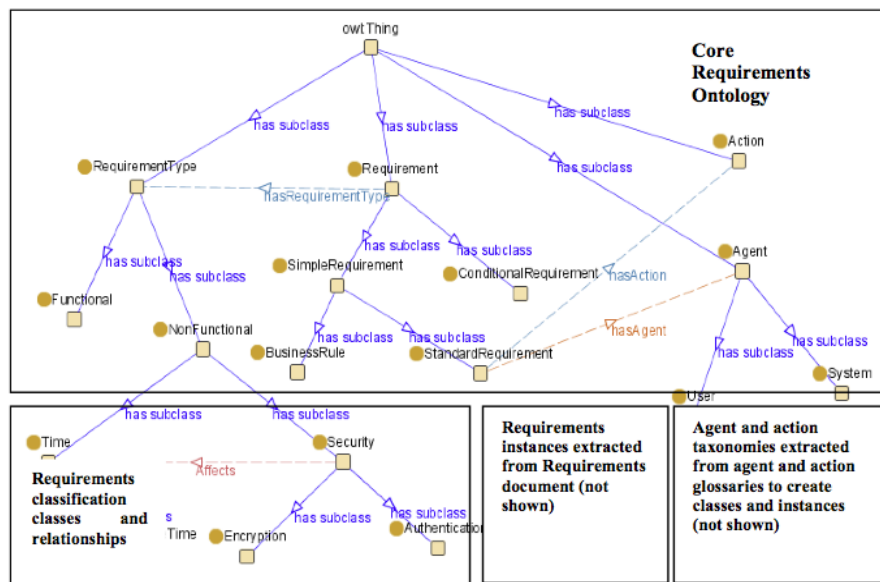 owtThing
Core
Requirements
Ontology
has subclass
has subclass
has subclass
has subclass
Action
RequirementType
Requirement
hasRequirementType
Agent
has subclass
has subclass
has subclass
has subclass
SimpleRequirement
ConditionalRequirement
hasAction
Functional
NonFunctional
has subclass
has subclass
hasAgent
has subclass
has subclass
BusinessRule
StandardRequirement
System
User
has subclass
has subclass
Time
Security
Affects
Requirements
classification
classes and
relationships
s
Time
Encryption
has subclass
has subclass
Authentication
Requirements
instances extracted
from Requirements
document (not
shown)
Agent and action
taxonomies extracted
from agent and action
glossaries to create
classes and instances
(not shown)